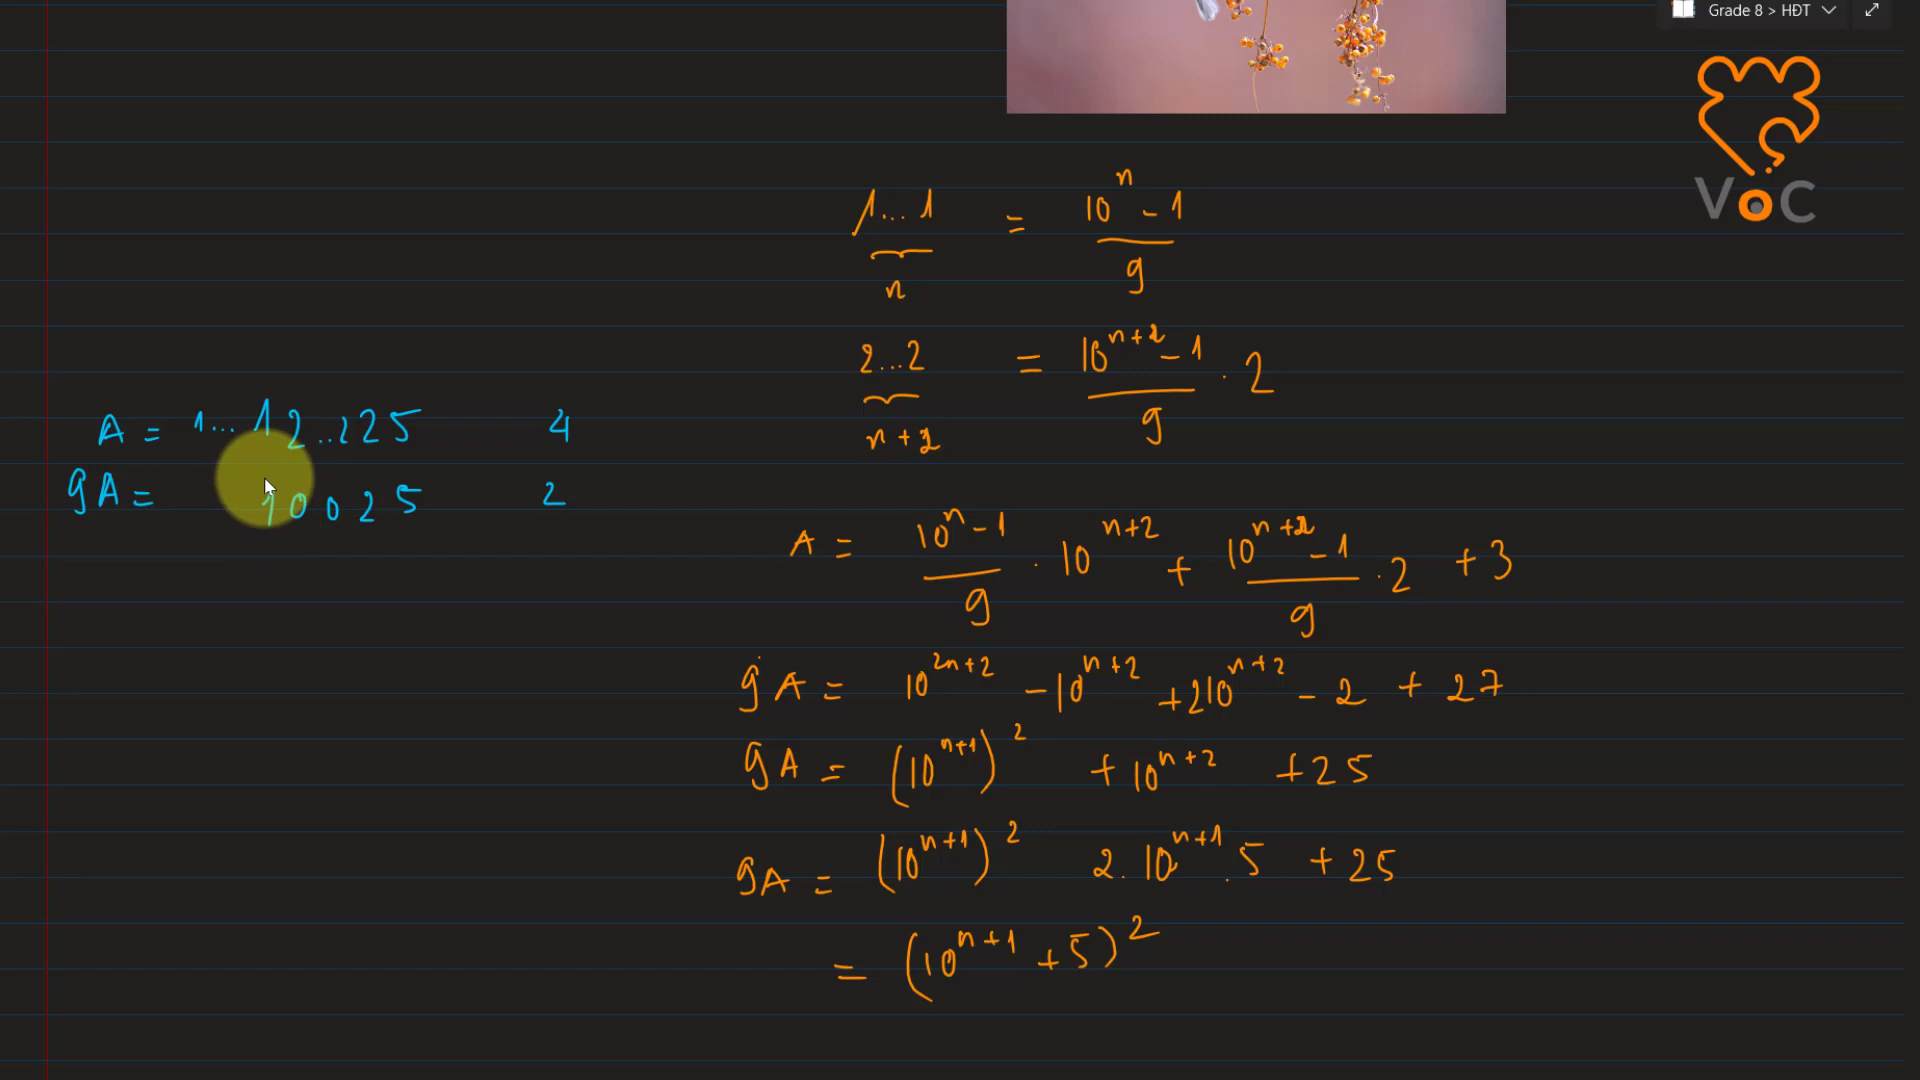 Grade 8 > HĐT
VOC
1...1 = (10^n - 1)/9
n
2...2 = (10^(n+2) - 1)/9 . 2
n+2
A = 1...12..225 4
9A = 10025 2
A = (10^n - 1)/9 . 10^(n+2) + (10^(n+2) - 1)/9 . 2 + 3
9A = 10^(2n+2) - 10^(n+2) + 210^(n+2) - 2 + 27
9A = (10^(n+1))^2 + 10^(n+2) + 25
9A = (10^(n+1))^2 2. 10^(n+1) . 5 + 25
= (10^(n+1) + 5)^2